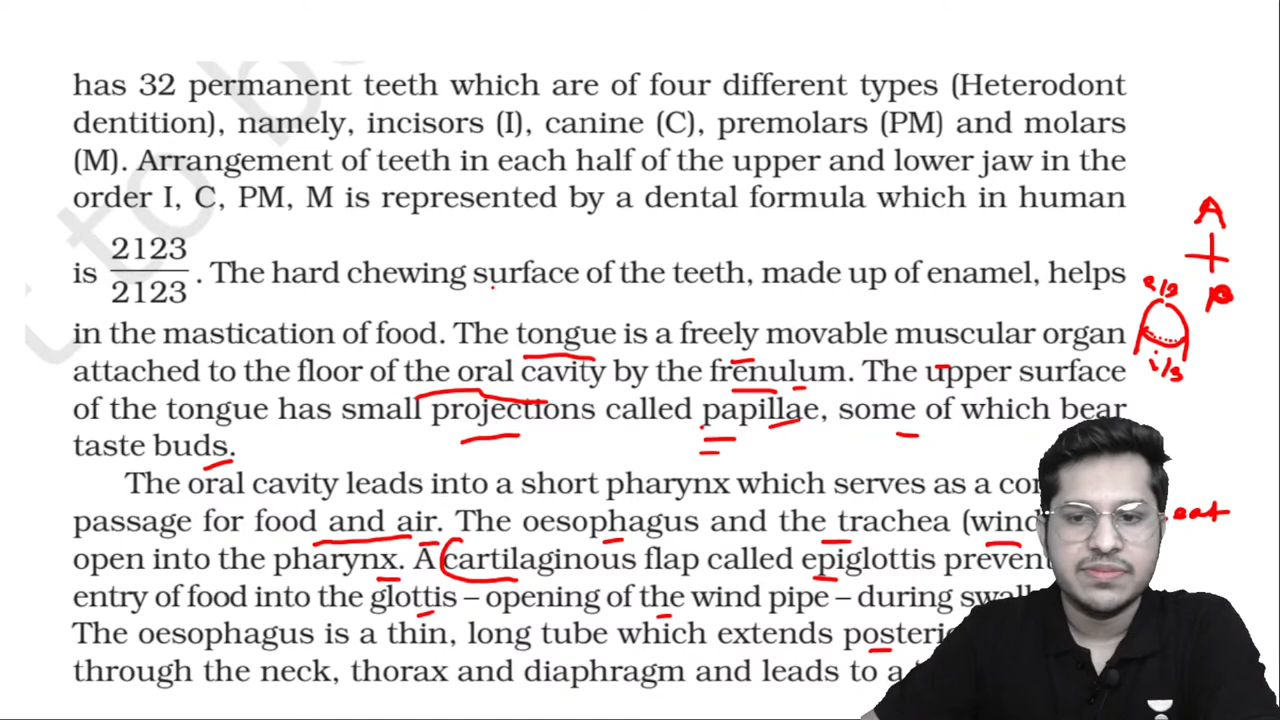 has 32 permanent teeth which are of four different types (Heterodont
dentition), namely, incisors (I), canine (C), premolars (PM) and molars
(M). Arrangement of teeth in each half of the upper and lower jaw in the
order I, C, PM, M is represented by a dental formula which in human
2123
is
2123
. The hard chewing surface of the teeth, made up of enamel, helps
in the mastication of food. The tongue is a freely movable muscular organ
attached to the floor of the oral cavity by the frenulum. The upper surface
of the tongue has small projections called papillae, some of which bear
taste buds.
The oral cavity leads into a short pharynx which serves as a
passage for food and air. The oesophagus and the trachea (wind
open into the pharynx. A cartilaginous flap called epiglottis
entry of food into the glottis – opening of the wind pipe – during
The oesophagus is a thin, long tube which extends
through the neck, thorax and diaphragm and leads to a
A
+
P
eat